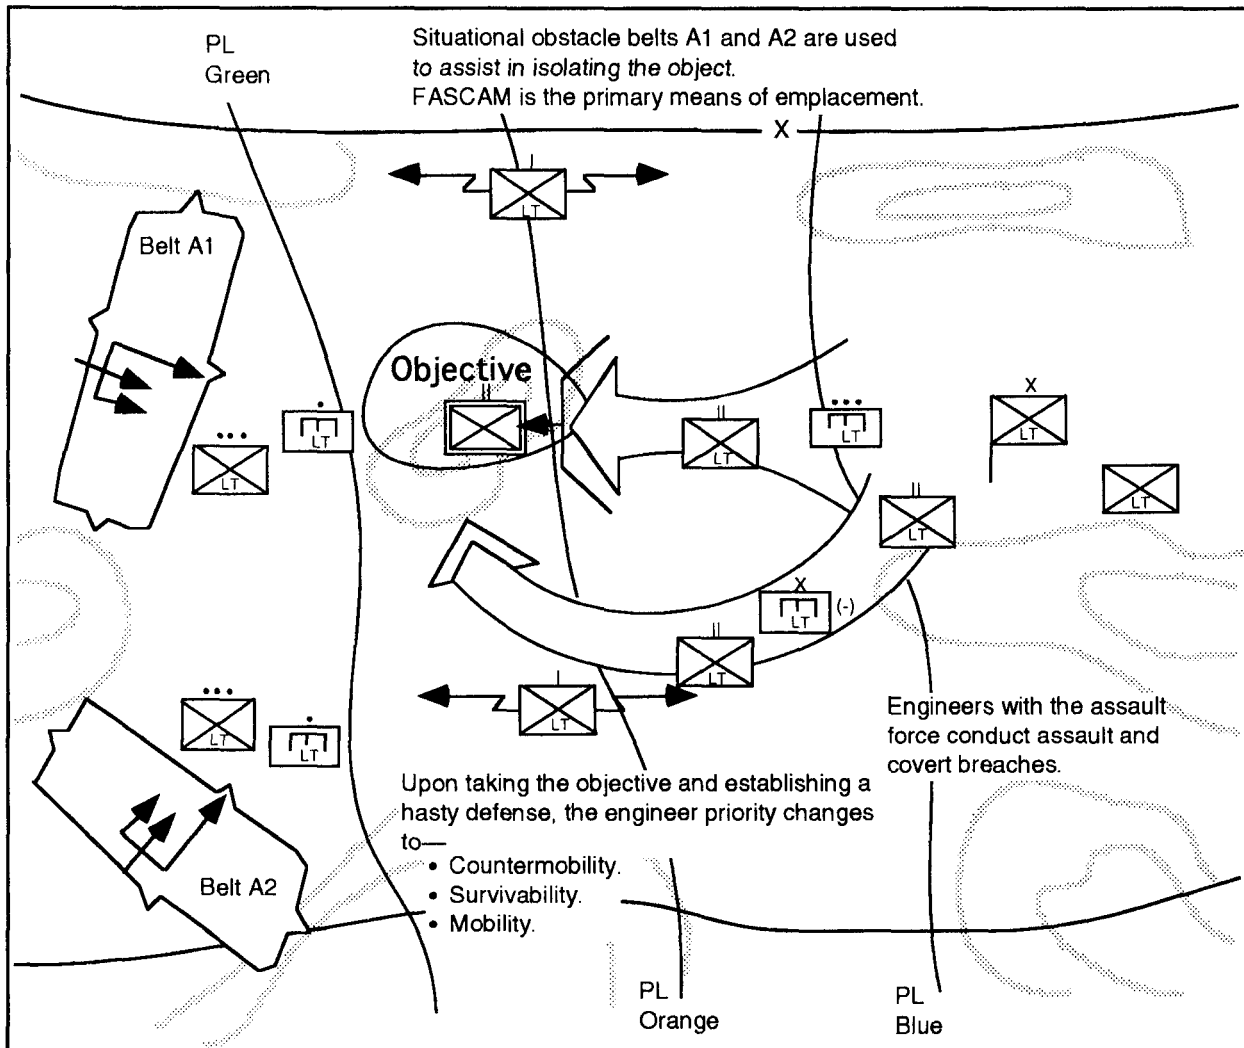 PL
Green
Situational obstacle belts A1 and A2 are used
to assist in isolating the object.
FASCAM is the primary means of emplacement.
X
LT
Belt A1
Objective
LT
LT
LT
LT
X
LT
LT
LT
X
LT
(-)
LT
LT
LT
LT
Engineers with the assault
force conduct assault and
covert breaches.
Upon taking the objective and establishing a
hasty defense, the engineer priority changes
to—
• Countermobility.
• Survivability.
• Mobility.
Belt A2
PL
Orange
PL
Blue